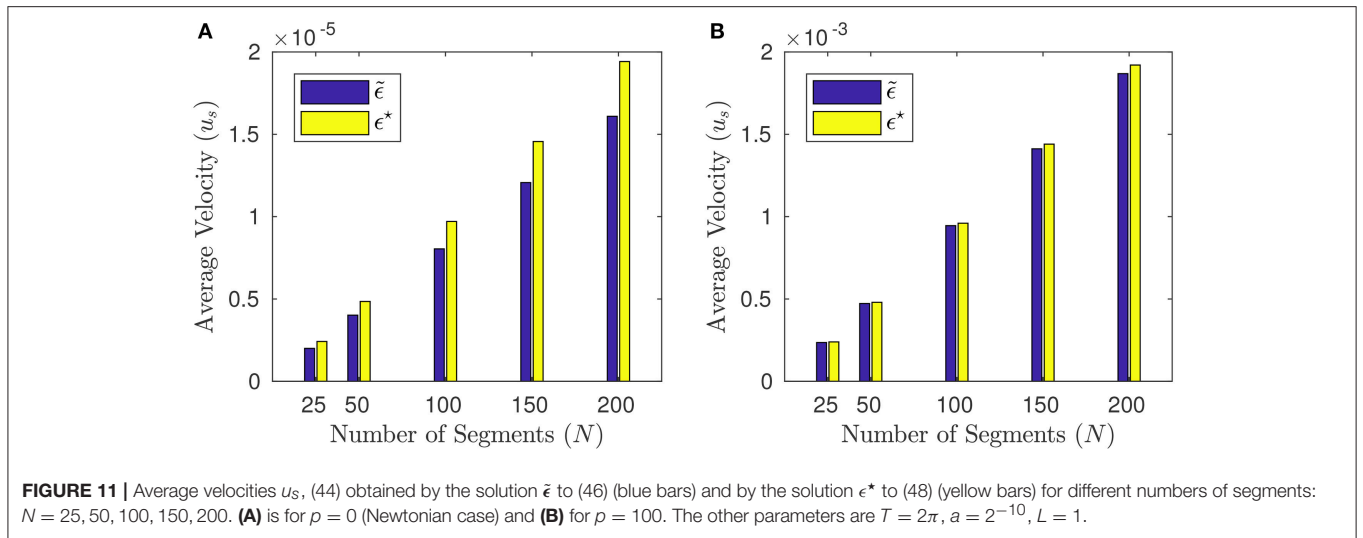 A
×10⁻⁵
2
1.5
1
0.5
0
Average Velocity (uₛ)
ϵ̃
ϵ⋆
25 50 100 150 200
Number of Segments (N)
B
×10⁻³
2
1.5
1
0.5
0
Average Velocity (uₛ)
ϵ̃
ϵ⋆
25 50 100 150 200
Number of Segments (N)
FIGURE 11 | Average velocities uₛ, (44) obtained by the solution ϵ̃ to (46) (blue bars) and by the solution ϵ⋆ to (48) (yellow bars) for different numbers of segments:
N = 25, 50, 100, 150, 200. (A) is for p = 0 (Newtonian case) and (B) for p = 100. The other parameters are T = 2π, a = 2⁻¹⁰, L = 1.